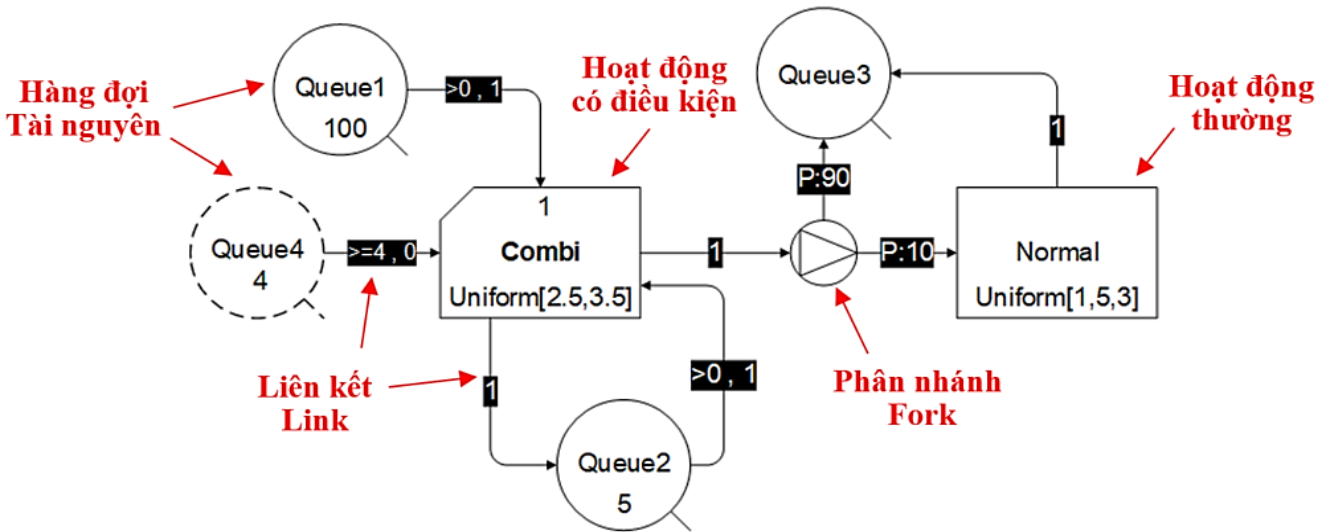 Hàng đợi
Tài nguyên
Queue1
100
>0 , 1
Hoạt động
có điều kiện
Queue3
Hoạt động
thường
1
P:90
Queue4
4
>=4 , 0
1
Combi
Uniform[2.5,3.5]
1
P:10
Normal
Uniform[1,5,3]
Liên kết
Link
1
>0 , 1
Phân nhánh
Fork
Queue2
5